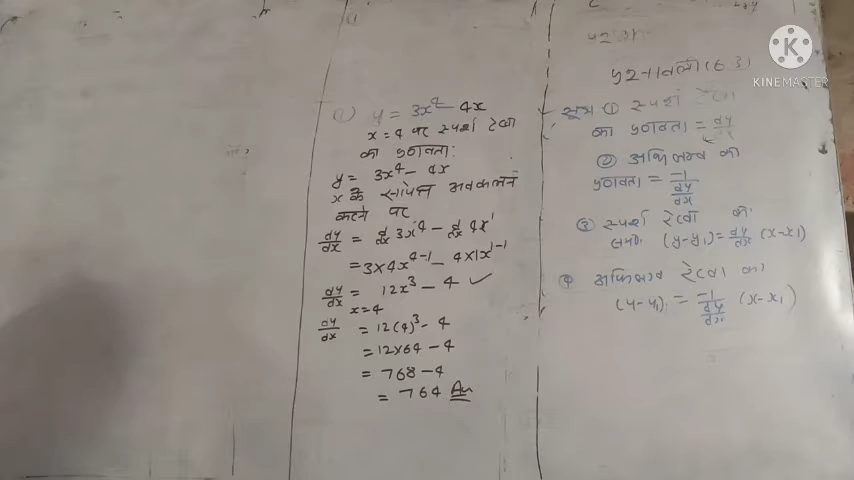 ① y = 3x⁴ - 4x
x = 4 पर स्पर्श रेखा
की प्रवणता:
y = 3x⁴ - 4x
x के सापेक्ष अवकलन
करने पर
dy/dx = d/dx 3x⁴ - d/dx 4x¹
= 3×4x⁴⁻¹ - 4×1x¹⁻¹
dy/dx = 12x³ - 4
x=4
dy/dx = 12(4)³ - 4
= 12×64 - 4
= 768 - 4
= 764 Ans
प्रश्नावली (6.3)
सूत्र ① स्पर्श रेखा
का प्रवणता = dy/dx
② अभिलम्ब की
प्रवणता = -1/(dy/dx)
③ स्पर्श रेखा की
समी० (y-y₁) = dy/dx (x-x₁)
④ अभिलम्ब रेखा का
(y-y₁) = -1/(dy/dx) (x-x₁)
KINEMASTER